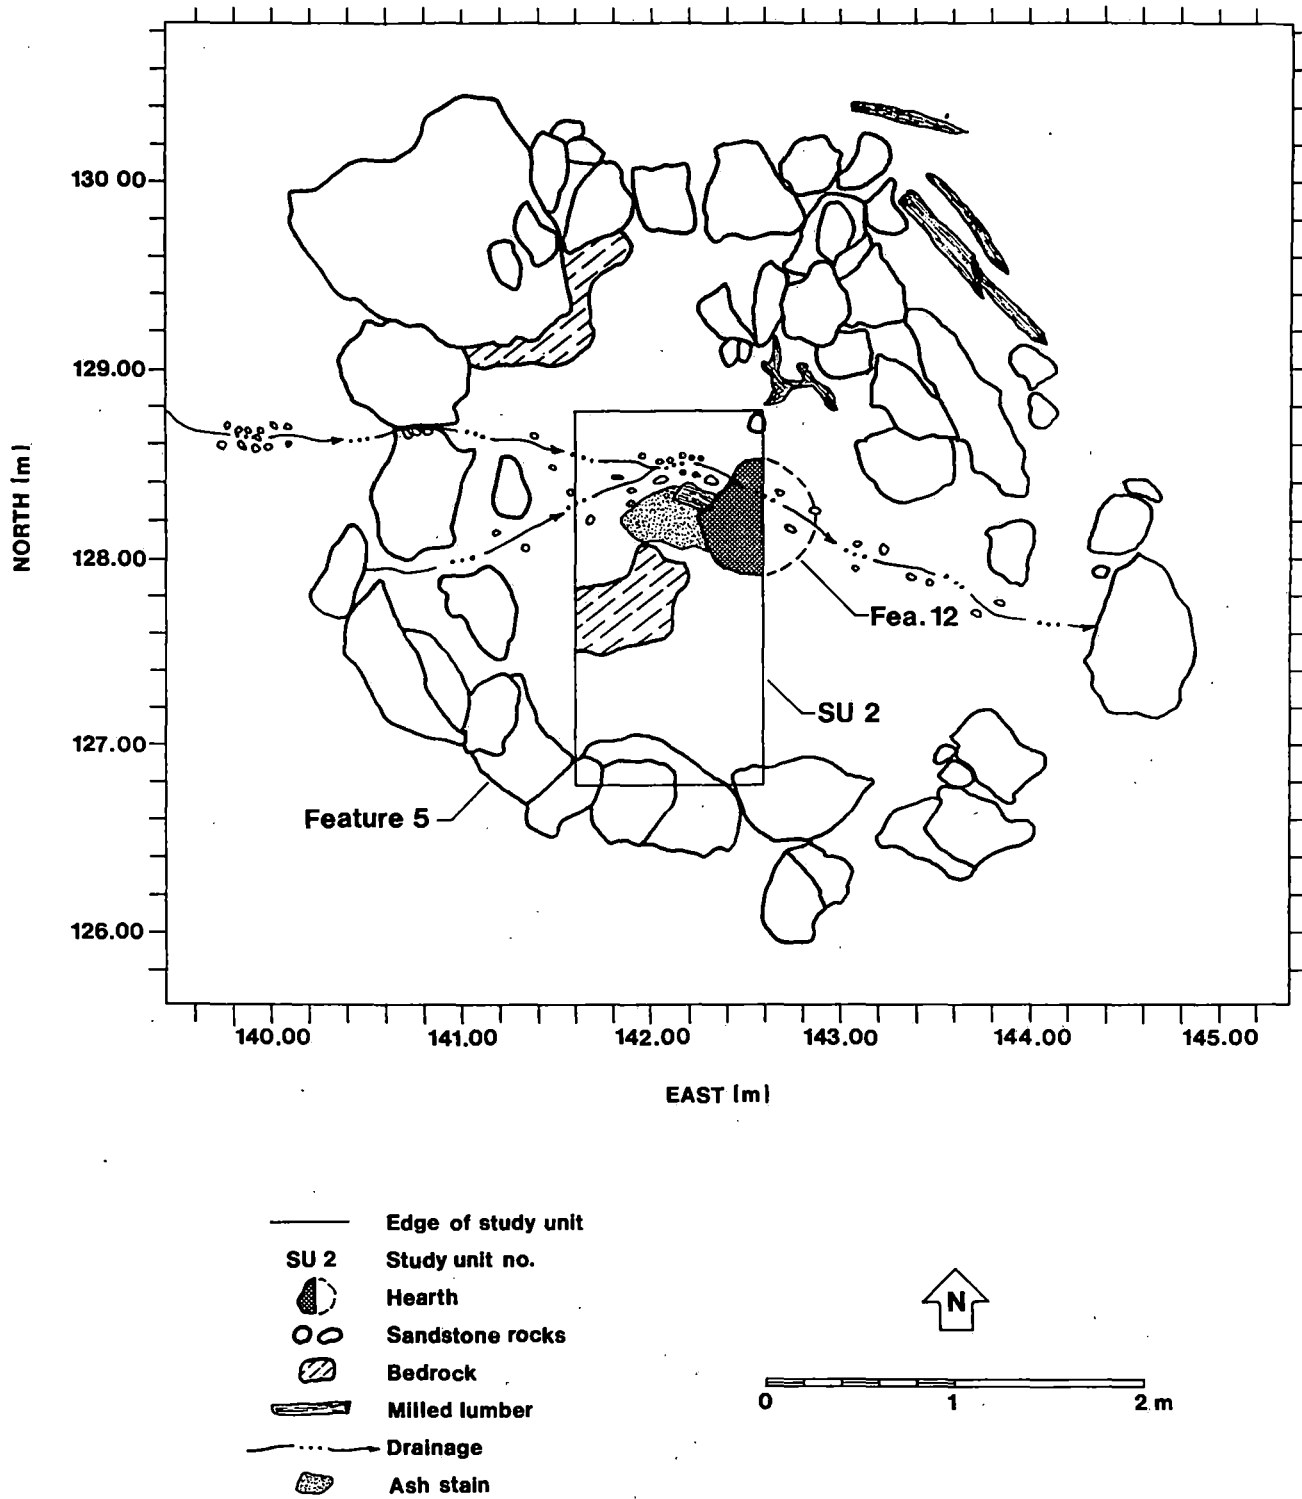 130 00
129.00
128.00
127.00
126.00
NORTH (m)
Fea. 12
SU 2
Feature 5
140.00 141.00 142.00 143.00 144.00 145.00
EAST (m)
Edge of study unit
SU 2 Study unit no.
Hearth
Sandstone rocks
Bedrock
Milled lumber
Drainage
Ash stain
N
0 1 2 m